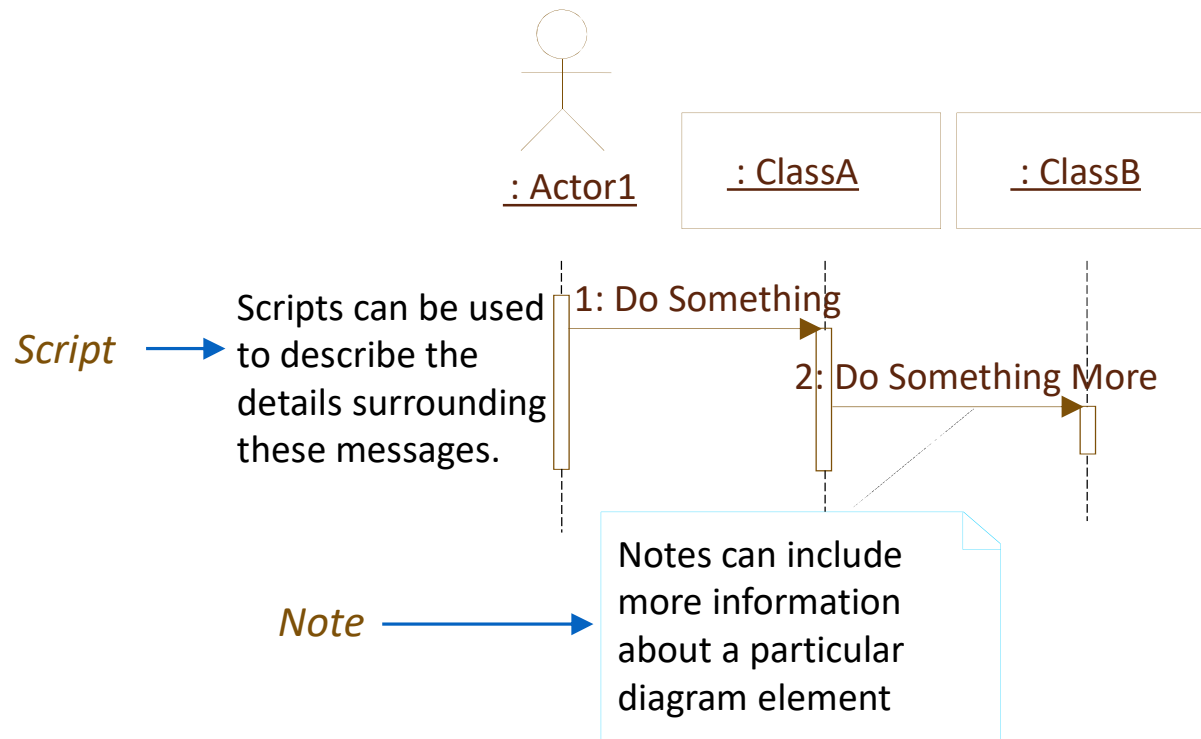 : Actor1
: ClassA
: ClassB
Script
Scripts can be used
to describe the
details surrounding
these messages.
1: Do Something
2: Do Something More
Note
Notes can include
more information
about a particular
diagram element